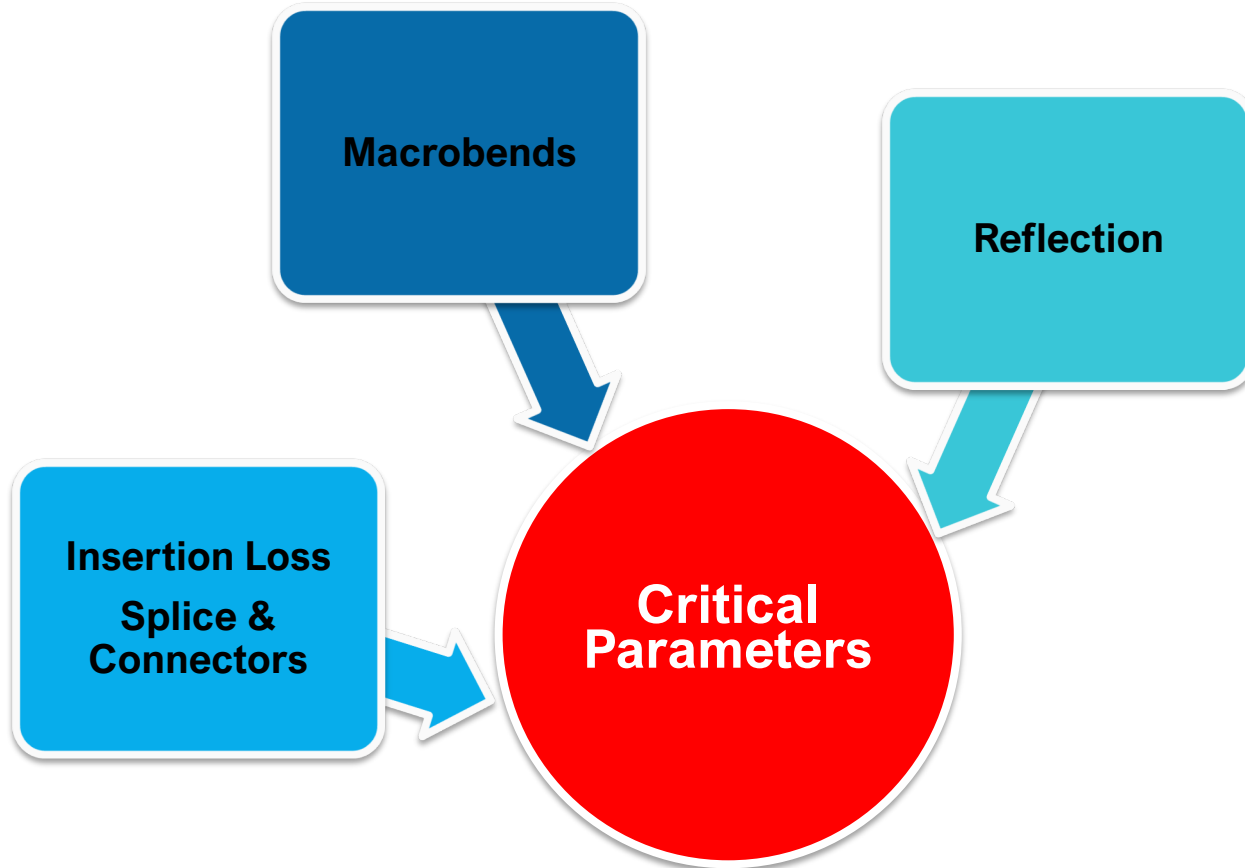 Macrobends
Reflection
Insertion Loss
Splice &
Connectors
Critical
Parameters